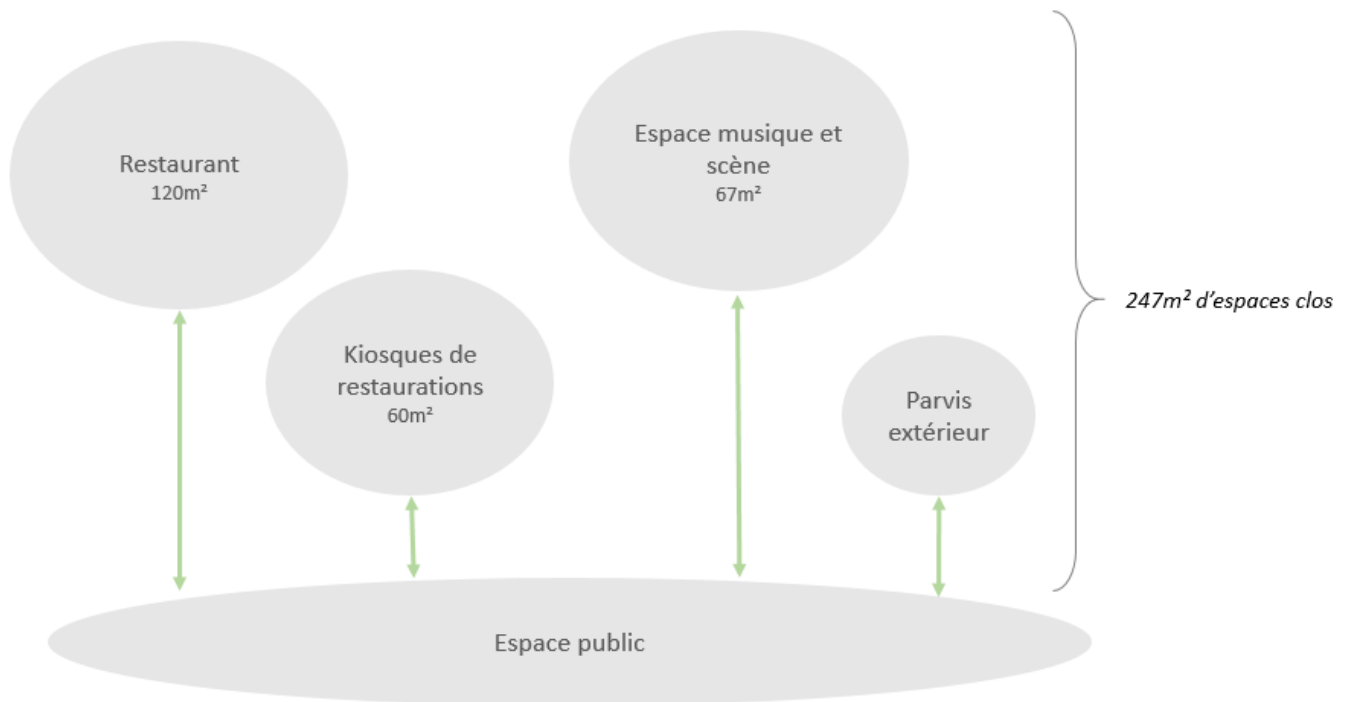 Restaurant
120m²
Espace musique et
scène
67m²
Kiosques de
restaurations
60m²
Parvis
extérieur
247m² d’espaces clos
Espace public